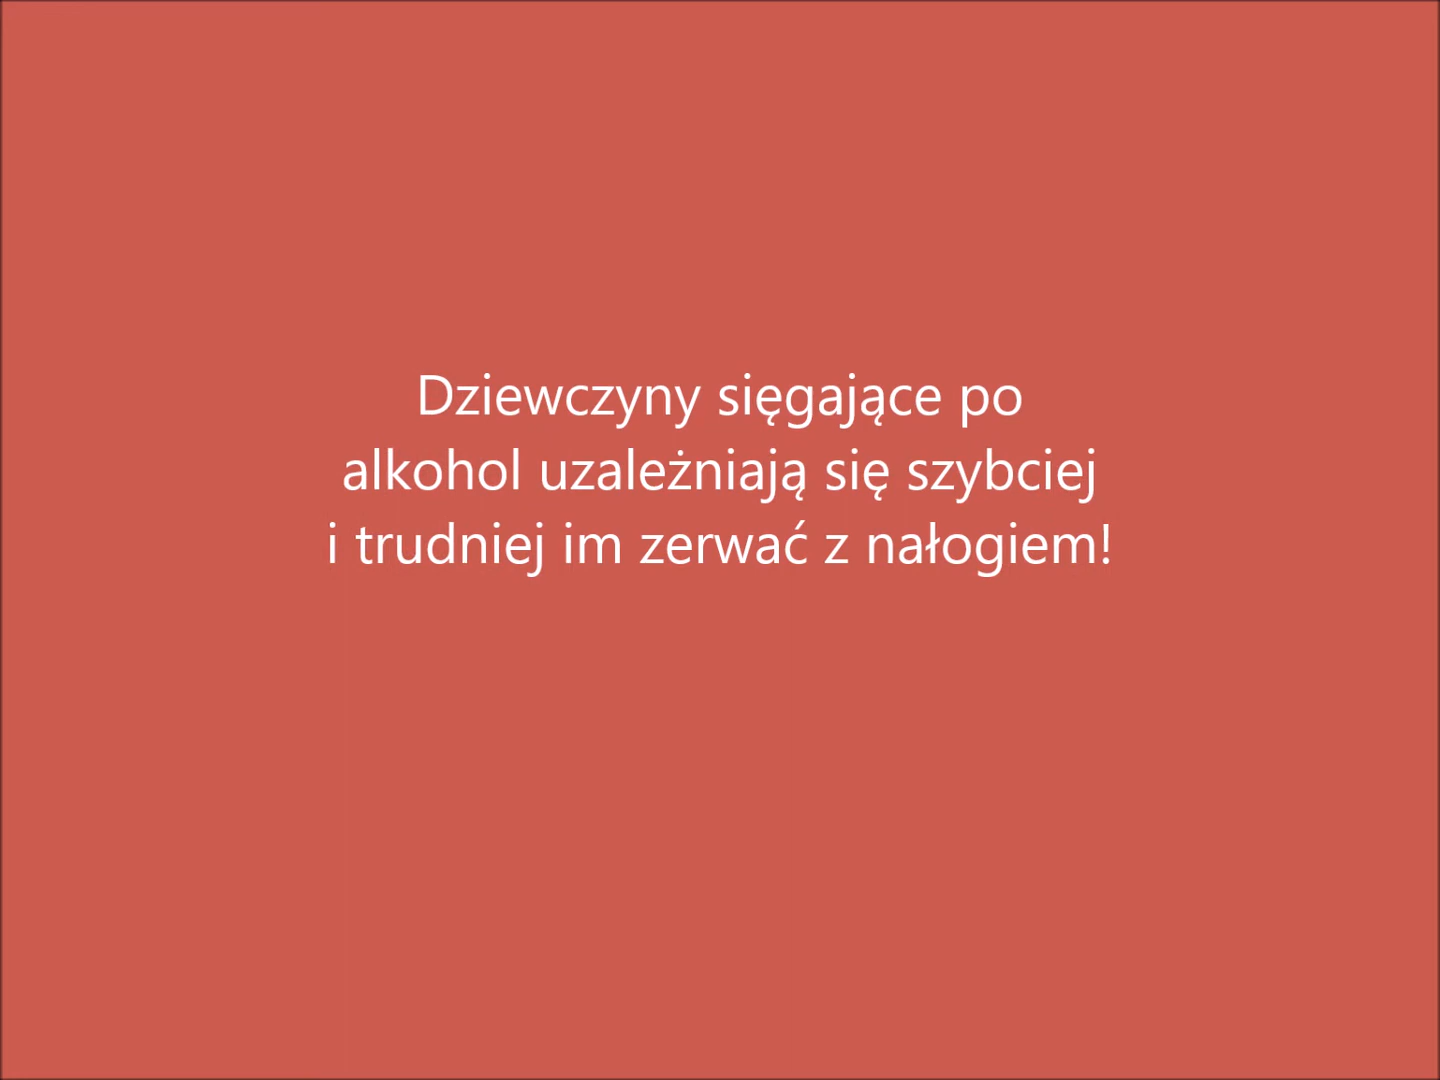 Dziewczyny sięgające po
alkohol uzależniają się szybciej
i trudniej im zerwać z nałogiem!